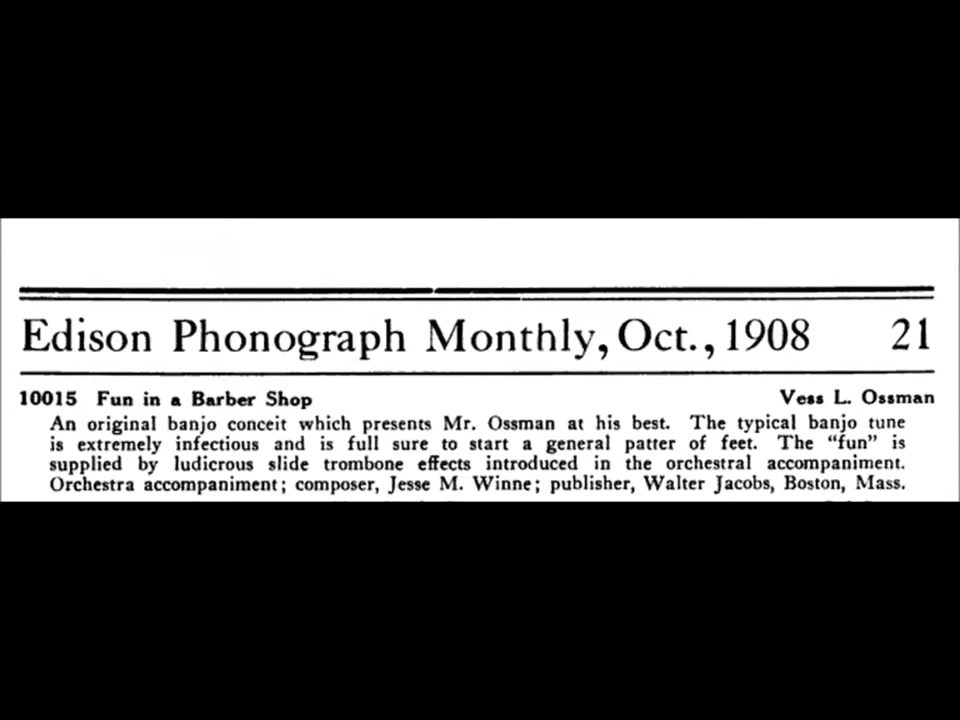 Edison Phonograph Monthly, Oct., 1908 21
10015 Fun in a Barber Shop Vess L. Ossman
An original banjo conceit which presents Mr. Ossman at his best. The typical banjo tune
is extremely infectious and is full sure to start a general patter of feet. The “fun” is
supplied by ludicrous slide trombone effects introduced in the orchestral accompaniment.
Orchestra accompaniment; composer, Jesse M. Winne; publisher, Walter Jacobs, Boston, Mass.